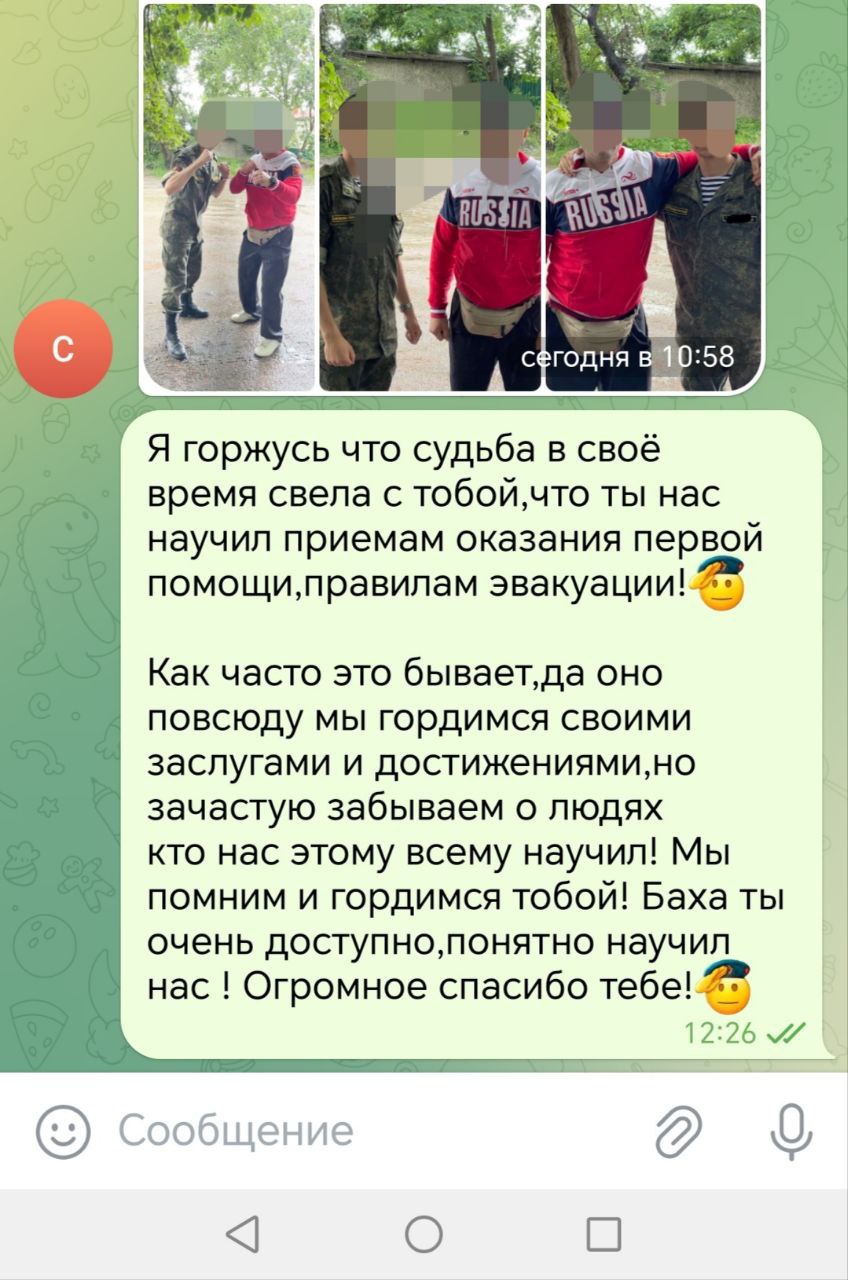 RUSSIA
RUSSIA
сегодня в 10:58
С
Я горжусь что судьба в своё
время свела с тобой,что ты нас
научил приемам оказания первой
помощи,правилам эвакуации!
Как часто это бывает,да оно
повсюду мы гордимся своими
заслугами и достижениями,но
зачастую забываем о людях
кто нас этому всему научил! Мы
помним и гордимся тобой! Баха ты
очень доступно,понятно научил
нас ! Огромное спасибо тебе!
12:26
Сообщение